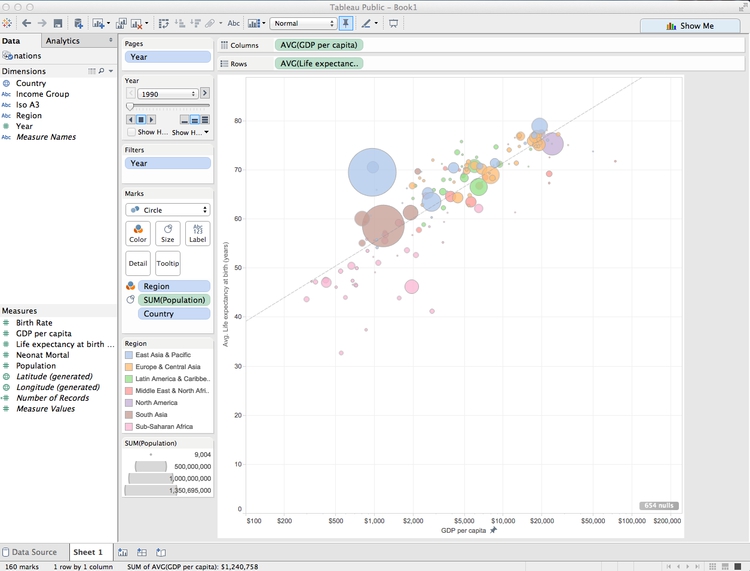 Tableau Public - Book1
Abc
Normal
Show Me
Data
Analytics
nations
Dimensions
Country
Abc Income Group
Abc Iso A3
Abc Region
Year
Abc Measure Names
Measures
Birth Rate
GDP per capita
Life expectancy at birth ...
Neonat Mortal
Population
Latitude (generated)
Longitude (generated)
Number of Records
Measure Values
Pages
Year
Year
1990
Show H...
Show H...
Filters
Year
Marks
Circle
Color
Size
Abc
123
Label
Detail
Tooltip
Region
SUM(Population)
Country
Region
East Asia & Pacific
Europe & Central Asia
Latin America & Caribbe..
Middle East & North Afri..
North America
South Asia
Sub-Saharan Africa
SUM(Population)
9,004
500,000,000
1,000,000,000
1,350,695,000
Columns
AVG(GDP per capita)
Rows
AVG(Life expectanc..
Avg. Life expectancy at birth (years)
80
70
60
50
40
30
20
10
0
654 nulls
$100 $200 $500 $1,000 $2,000 $5,000 $10,000 $20,000 $50,000 $100,000 $200,000
GDP per capita
Data Source
Sheet 1
160 marks
1 row by 1 column
SUM of AVG(GDP per capita): $1,240,758